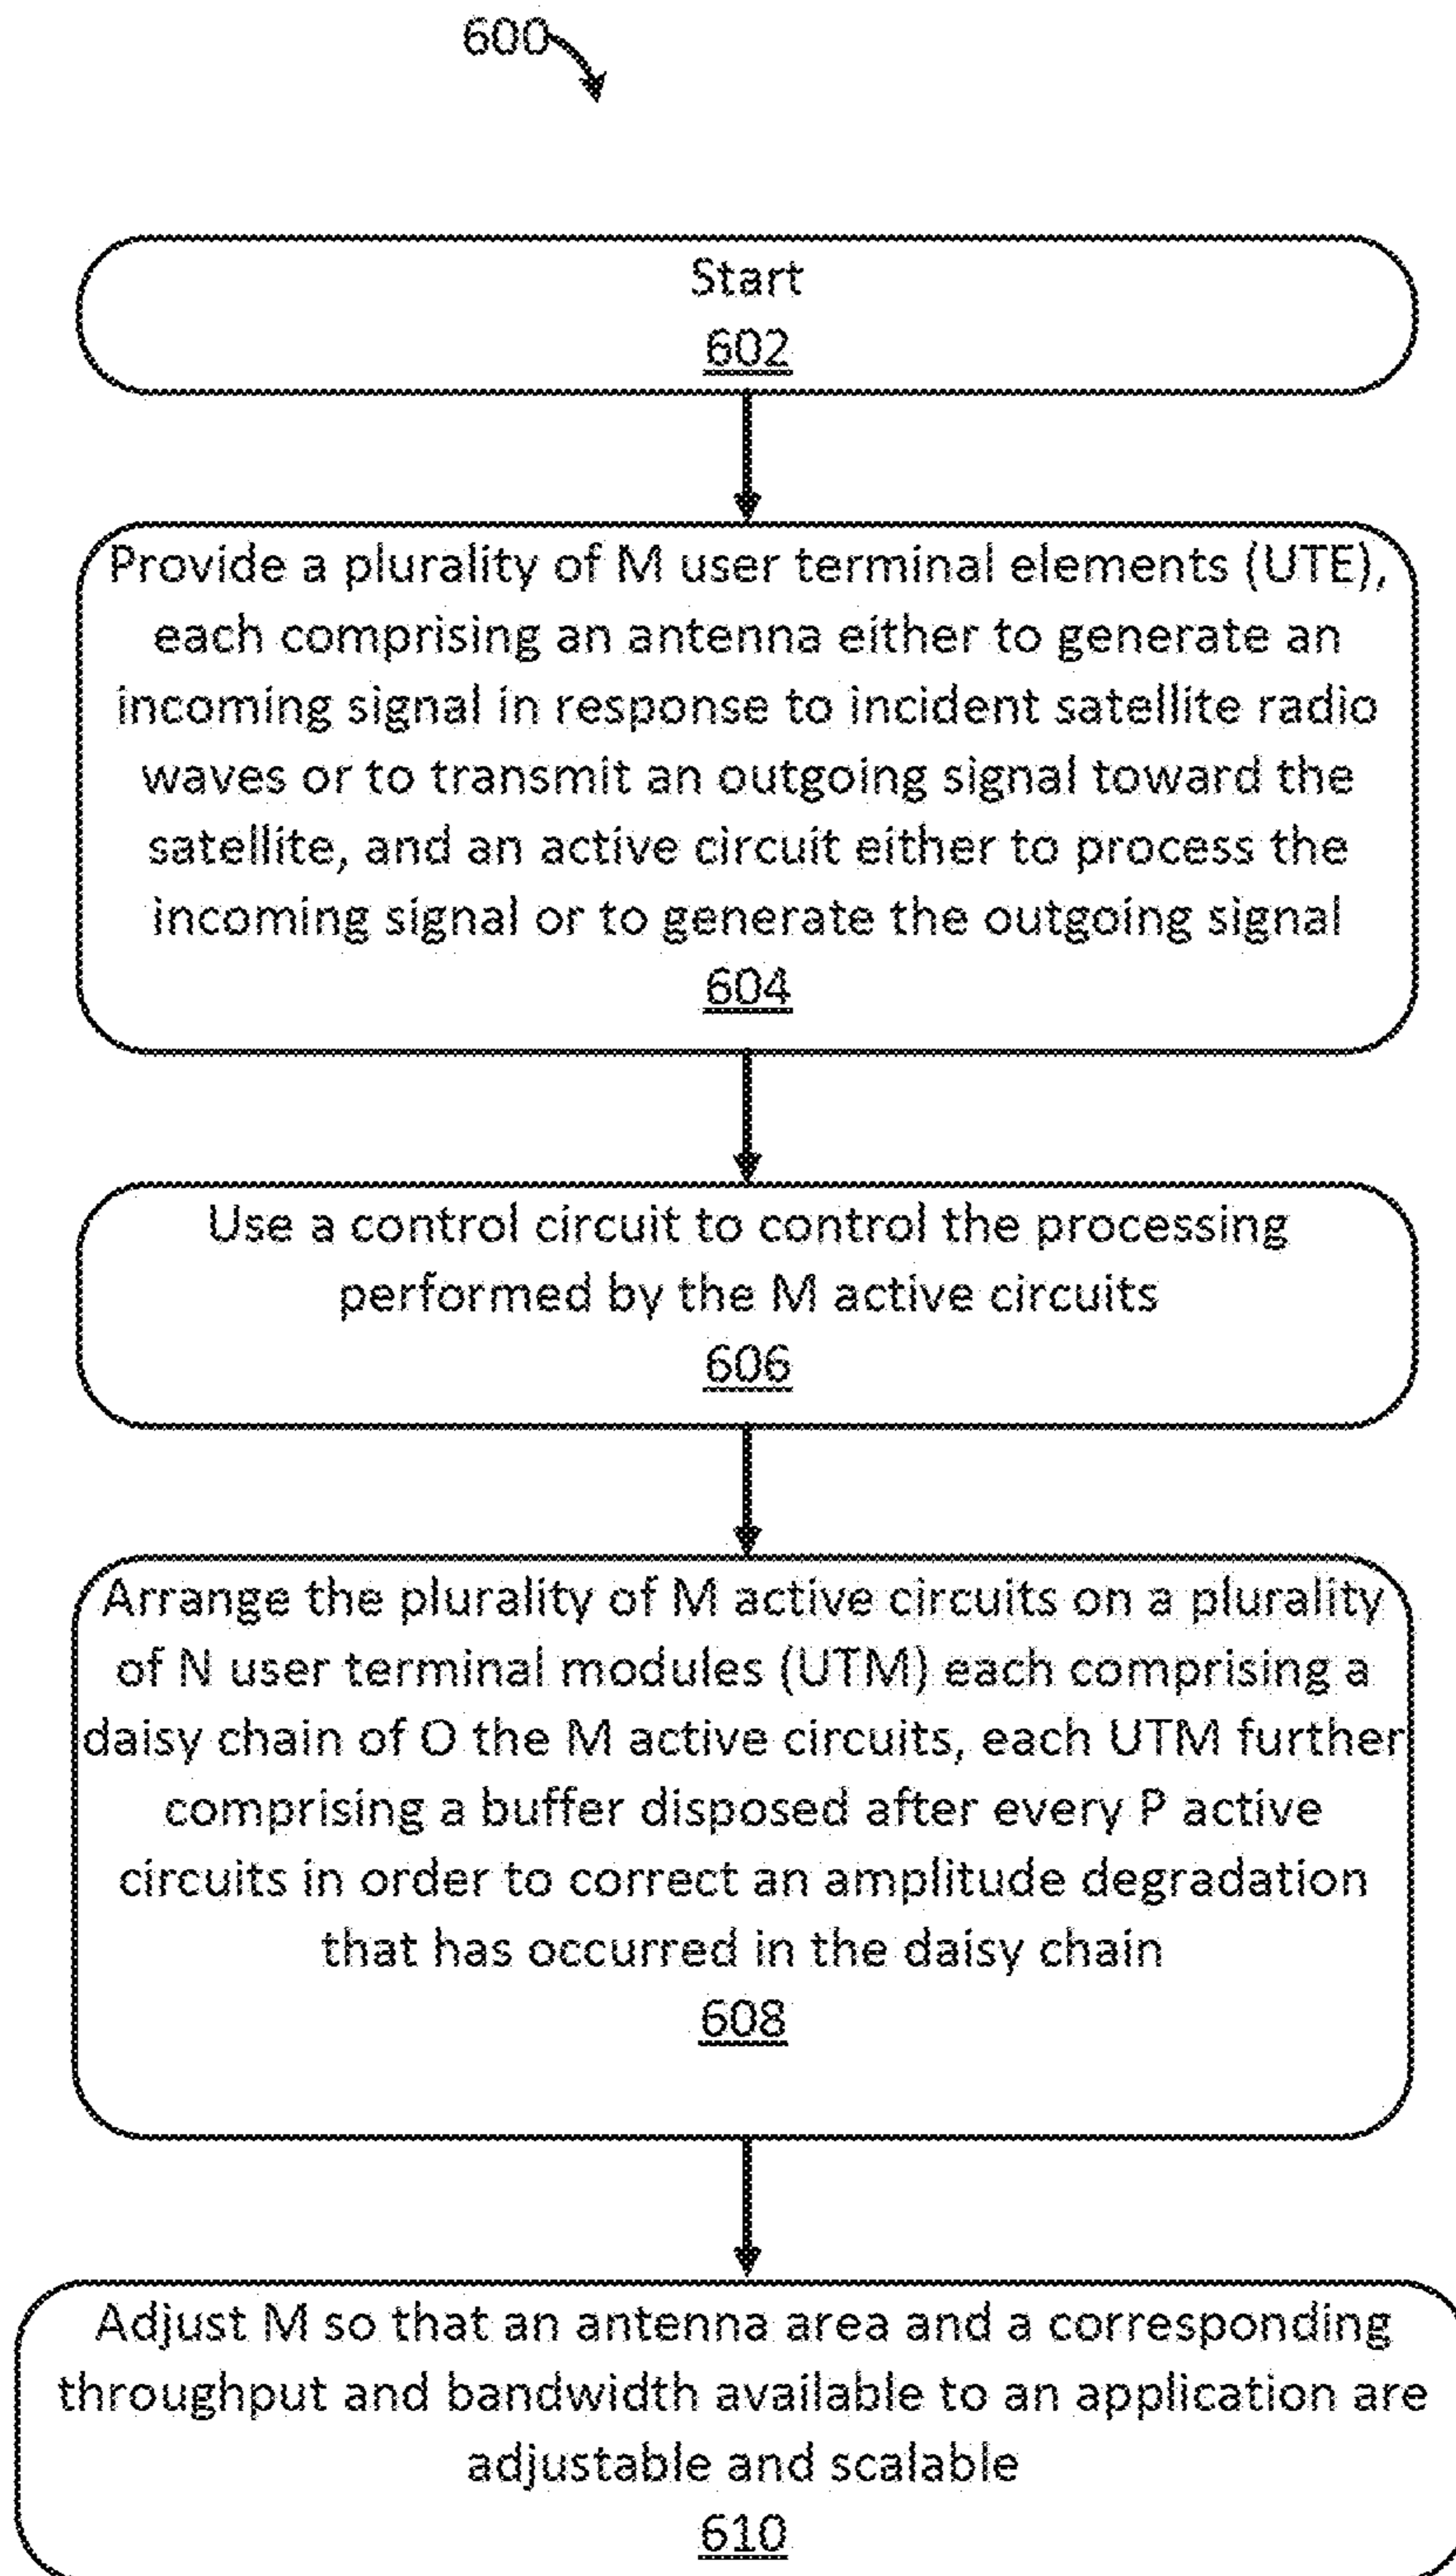 600
Start
602
Provide a plurality of M user terminal elements (UTE),
each comprising an antenna either to generate an
incoming signal in response to incident satellite radio
waves or to transmit an outgoing signal toward the
satellite, and an active circuit either to process the
incoming signal or to generate the outgoing signal
604
Use a control circuit to control the processing
performed by the M active circuits
606
Arrange the plurality of M active circuits on a plurality
of N user terminal modules (UTM) each comprising a
daisy chain of O the M active circuits, each UTM further
comprising a buffer disposed after every P active
circuits in order to correct an amplitude degradation
that has occurred in the daisy chain
608
Adjust M so that an antenna area and a corresponding
throughput and bandwidth available to an application are
adjustable and scalable
610